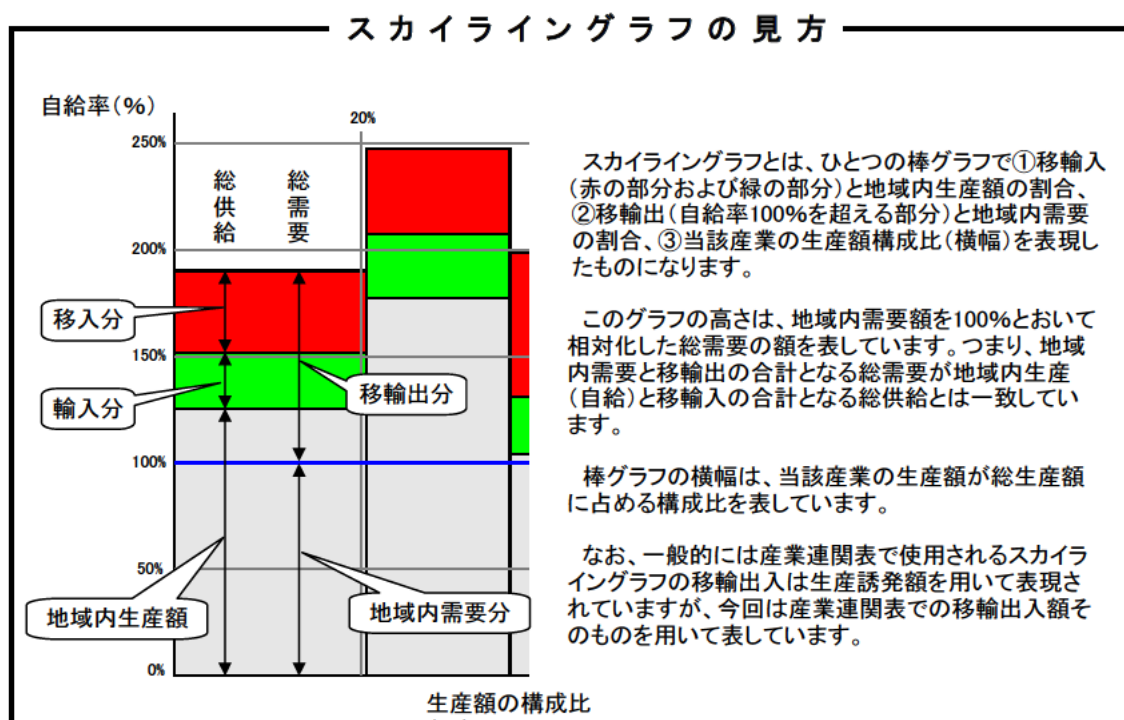 スカイライングラフの見方
自給率(%)
20%
250%
200%
150%
100%
50%
0%
総供給
総需要
移入分
輸入分
移輸出分
地域内生産額
地域内需要分
生産額の構成比
スカイライングラフとは、ひとつの棒グラフで①移輸入
(赤の部分および緑の部分)と地域内生産額の割合、
②移輸出(自給率100%を超える部分)と地域内需要
の割合、③当該産業の生産額構成比(横幅)を表現し
たものになります。
このグラフの高さは、地域内需要額を100%とおいて
相対化した総需要の額を表しています。つまり、地域
内需要と移輸出の合計となる総需要が地域内生産
(自給)と移輸入の合計となる総供給とは一致してい
ます。
棒グラフの横幅は、当該産業の生産額が総生産額
に占める構成比を表しています。
なお、一般的には産業連関表で使用されるスカイラ
イングラフの移輸出入は生産誘発額を用いて表現さ
れていますが、今回は産業連関表での移輸出入額そ
のものを用いて表しています。